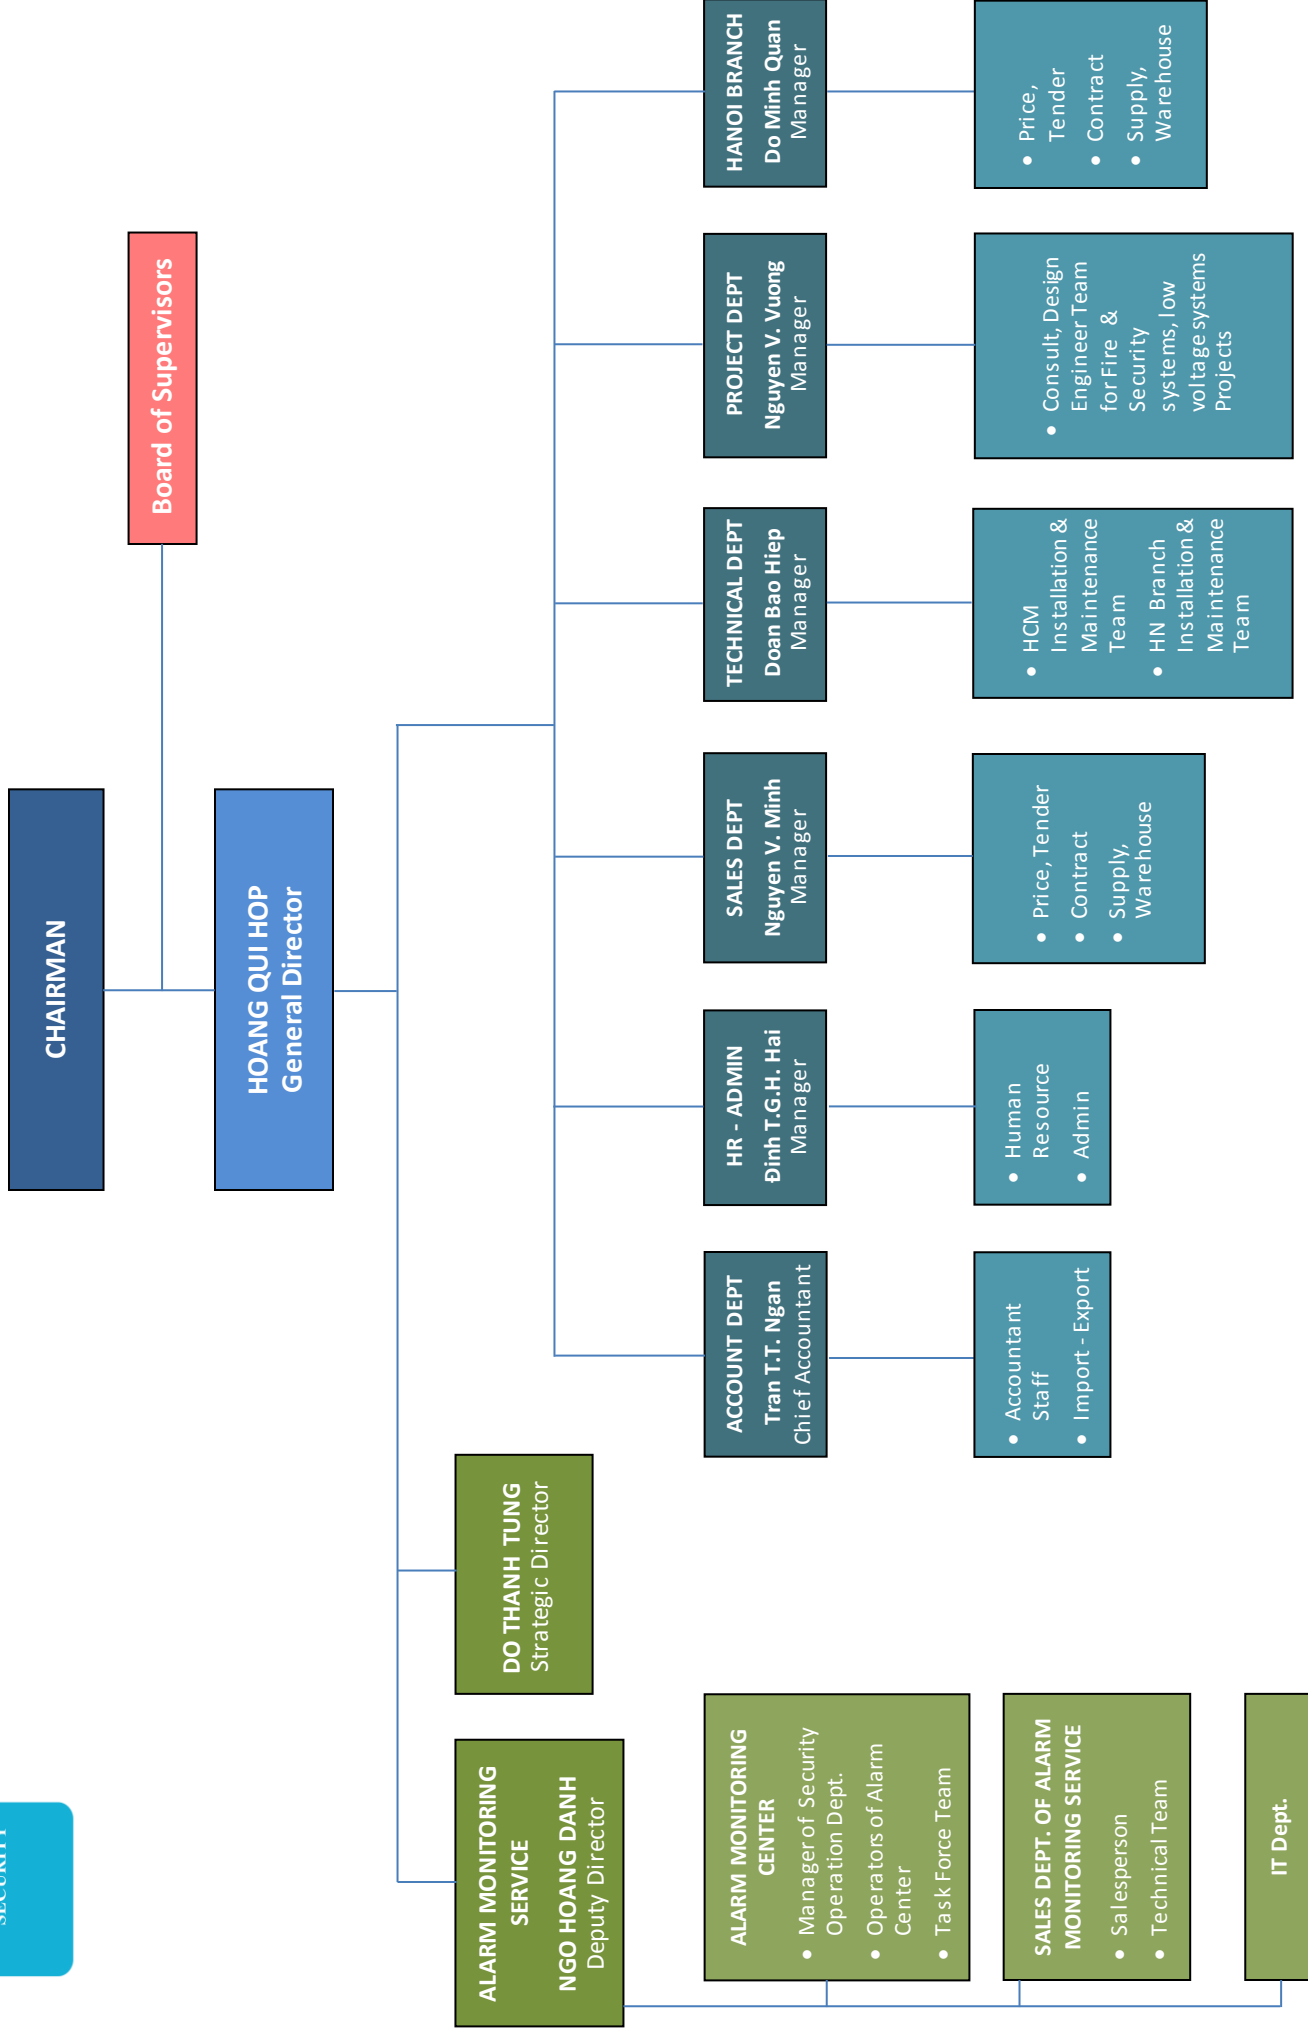 SECURITY
CHAIRMAN
Board of Supervisors
HOANG QUI HOP
General Director
ALARM MONITORING
SERVICE
NGO HOANG DANH
Deputy Director
DO THANH TUNG
Strategic Director
ALARM MONITORING
CENTER
• Manager of Security
Operation Dept.
• Operators of Alarm
Center
• Task Force Team
SALES DEPT. OF ALARM
MONITORING SERVICE
• Salesperson
• Technical Team
IT Dept.
ACCOUNT DEPT
Tran T.T. Ngan
Chief Accountant
• Accountant
Staff
• Import - Export
HR - ADMIN
Đinh T.G.H. Hai
Manager
• Human
Resource
• Admin
SALES DEPT
Nguyen V. Minh
Manager
• Price, Tender
• Contract
• Supply,
Warehouse
TECHNICAL DEPT
Doan Bao Hiep
Manager
• HCM
Installation &
Maintenance
Team
• HN Branch
Installation &
Maintenance
Team
PROJECT DEPT
Nguyen V. Vuong
Manager
• Consult, Design
Engineer Team
for Fire &
Security
systems, low
voltage systems
Projects
HANOI BRANCH
Do Minh Quan
Manager
• Price,
Tender
• Contract
• Supply,
Warehouse